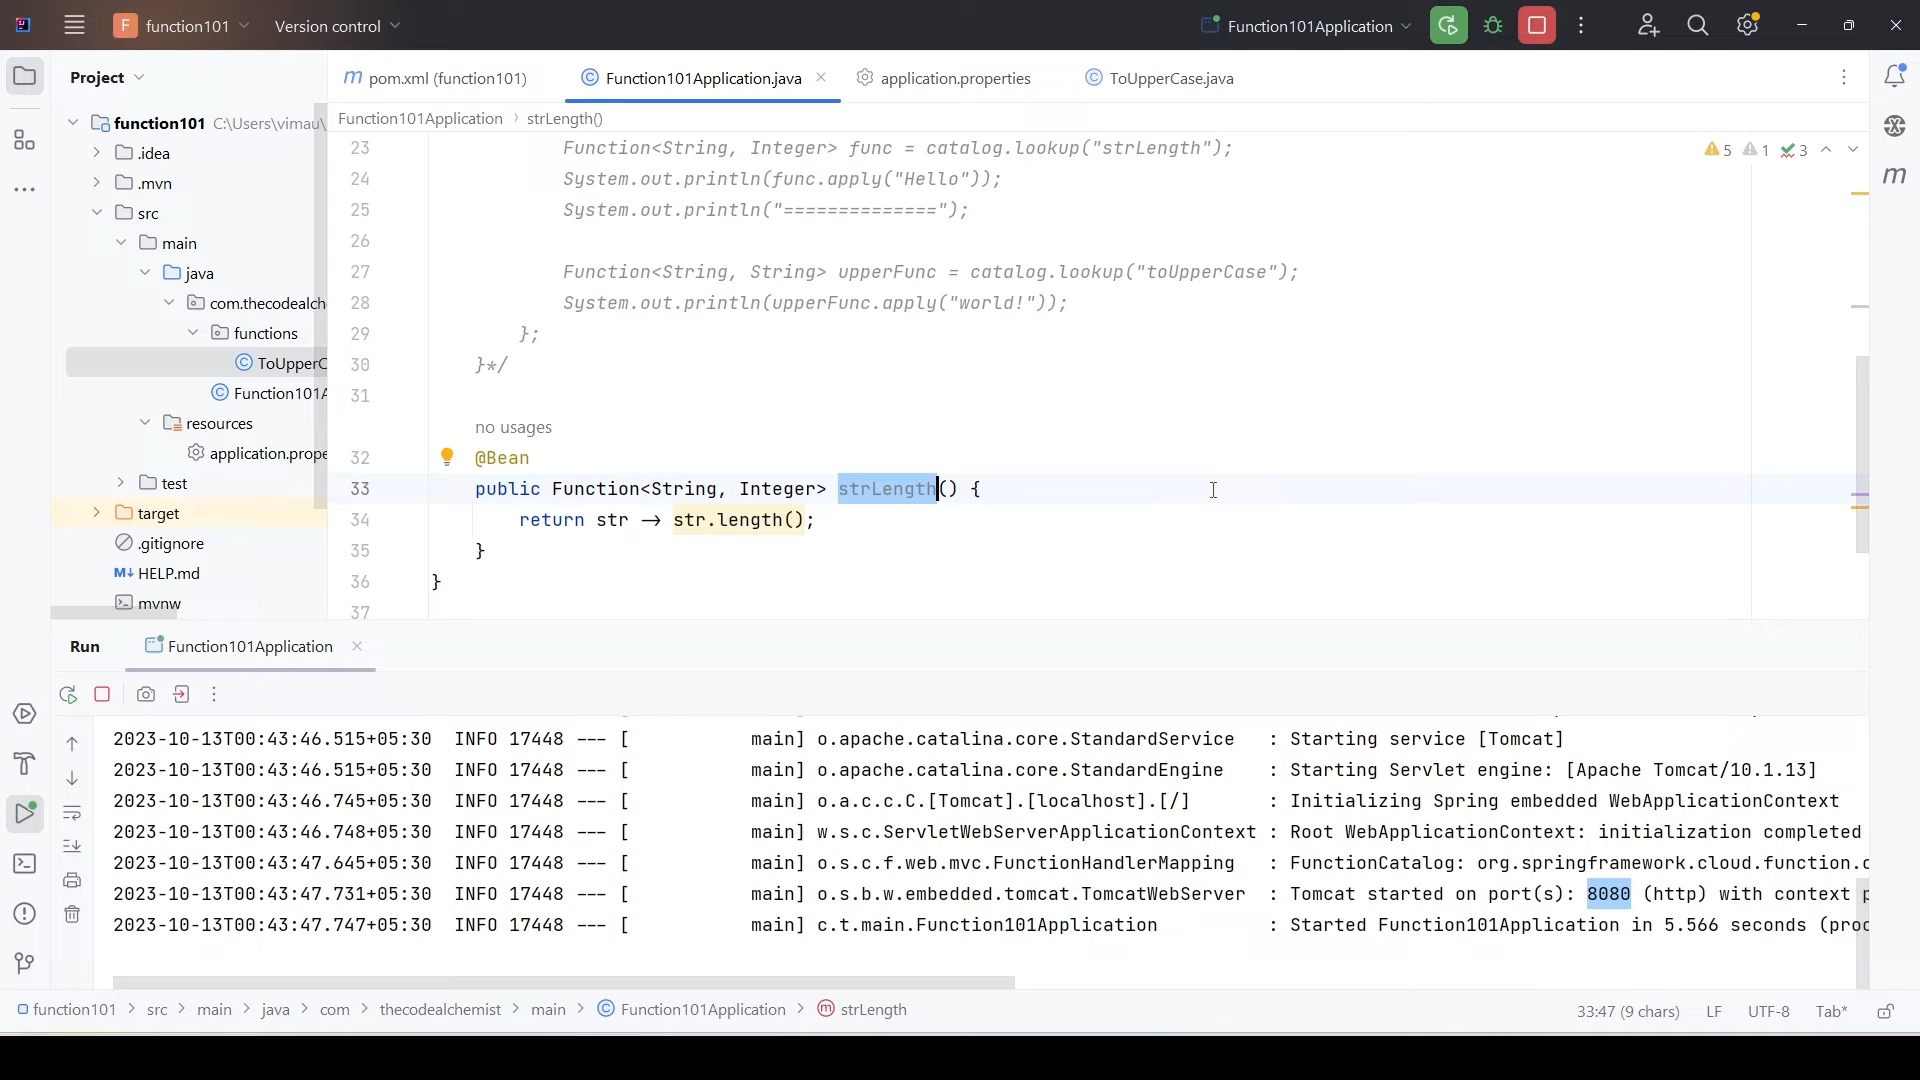 F function101 Version control Function101Application
Project
m pom.xml (function101) Function101Application.java application.properties ToUpperCase.java
function101 C:\Users\vimau\
.idea
.mvn
src
main
java
com.thecodealch
functions
ToUpperC
Function101A
resources
application.prope
test
target
.gitignore
M↓ HELP.md
mvnw
Function101Application › strLength()
5 1 3
23 Function<String, Integer> func = catalog.lookup("strLength");
24 System.out.println(func.apply("Hello"));
25 System.out.println("==============");
26
27 Function<String, String> upperFunc = catalog.lookup("toUpperCase");
28 System.out.println(upperFunc.apply("world!"));
29 };
30 }*/
31
no usages
32 @Bean
33 public Function<String, Integer> strLength() {
34 return str → str.length();
35 }
36 }
37
Run Function101Application
2023-10-13T00:43:46.515+05:30 INFO 17448 --- [ main] o.apache.catalina.core.StandardService : Starting service [Tomcat]
2023-10-13T00:43:46.515+05:30 INFO 17448 --- [ main] o.apache.catalina.core.StandardEngine : Starting Servlet engine: [Apache Tomcat/10.1.13]
2023-10-13T00:43:46.745+05:30 INFO 17448 --- [ main] o.a.c.c.C.[Tomcat].[localhost].[/] : Initializing Spring embedded WebApplicationContext
2023-10-13T00:43:46.748+05:30 INFO 17448 --- [ main] w.s.c.ServletWebServerApplicationContext : Root WebApplicationContext: initialization completed
2023-10-13T00:43:47.645+05:30 INFO 17448 --- [ main] o.s.c.f.web.mvc.FunctionHandlerMapping : FunctionCatalog: org.springframework.cloud.function.c
2023-10-13T00:43:47.731+05:30 INFO 17448 --- [ main] o.s.b.w.embedded.tomcat.TomcatWebServer : Tomcat started on port(s): 8080 (http) with context p
2023-10-13T00:43:47.747+05:30 INFO 17448 --- [ main] c.t.main.Function101Application : Started Function101Application in 5.566 seconds (proc
function101 › src › main › java › com › thecodealchemist › main › Function101Application › strLength 33:47 (9 chars) LF UTF-8 Tab*